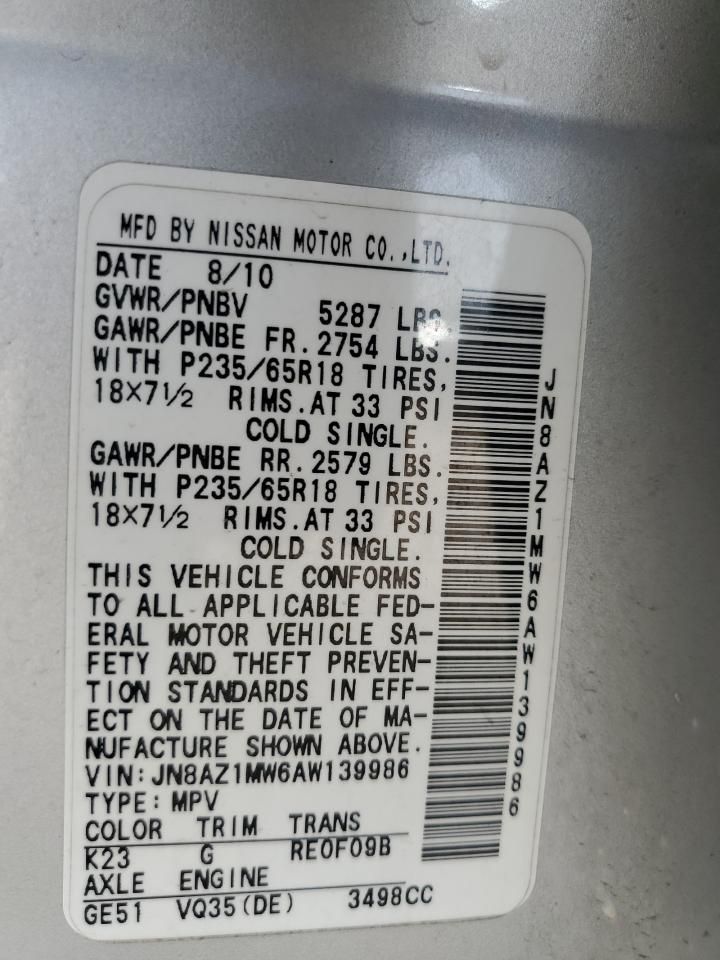 MFD BY NISSAN MOTOR CO.,LTD.
DATE 8/10
GVWR/PNBV 5287 LBS.
GAWR/PNBE FR.2754 LBS.
WITH P235/65R18 TIRES,
18X7½ RIMS.AT 33 PSI
COLD SINGLE.
GAWR/PNBE RR.2579 LBS.
WITH P235/65R18 TIRES,
18X7½ RIMS.AT 33 PSI
COLD SINGLE.
THIS VEHICLE CONFORMS
TO ALL APPLICABLE FED-
ERAL MOTOR VEHICLE SA-
FETY AND THEFT PREVEN-
TION STANDARDS IN EFF-
ECT ON THE DATE OF MA-
NUFACTURE SHOWN ABOVE.
VIN:JN8AZ1MW6AW139986
TYPE:MPV
COLOR TRIM TRANS
K23 G RE0F09B
AXLE ENGINE
GE51 VQ35(DE) 3498CC
JN8AZ1MW6AW139986